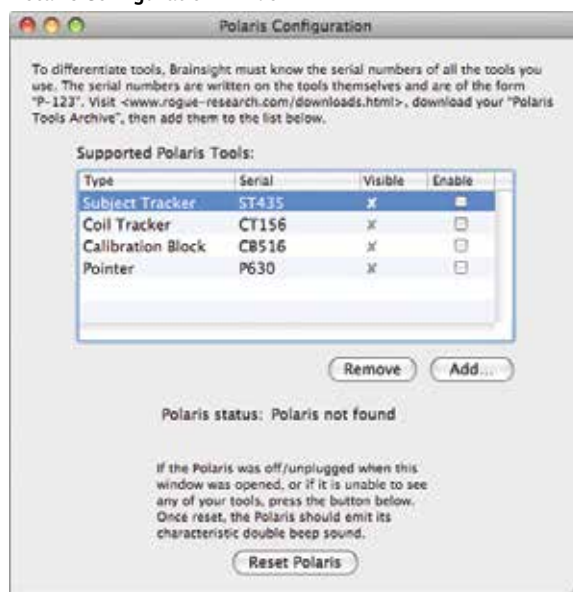 Polaris Configuration
To differentiate tools, Brainsight must know the serial numbers of all the tools you
use. The serial numbers are written on the tools themselves and are of the form
"P-123". Visit <www.rogue-research.com/downloads.html>, download your "Polaris
Tools Archive", then add them to the list below.
Supported Polaris Tools:
Type Serial Visible Enable
Subject Tracker ST435 x
Coil Tracker CT156 x
Calibration Block CB516 x
Pointer P630 x
Remove Add...
Polaris status: Polaris not found
If the Polaris was off/unplugged when this
window was opened, or if it is unable to see
any of your tools, press the button below.
Once reset, the Polaris should emit its
characteristic double beep sound.
Reset Polaris